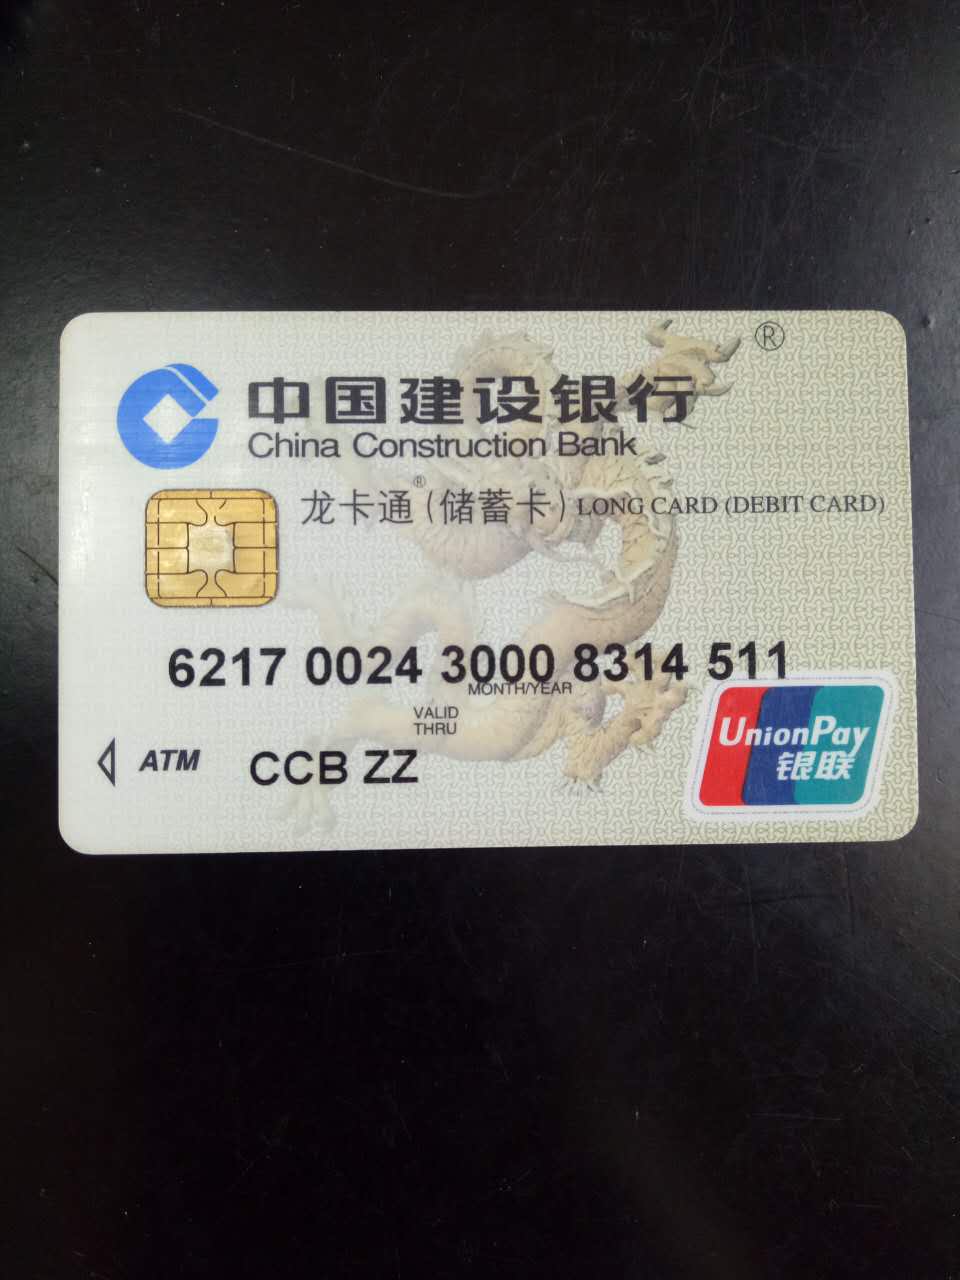 ®
中国建设银行
China Construction Bank
龙卡通®(储蓄卡) LONG CARD (DEBIT CARD)
6217 0024 3000 8314 511
MONTH/YEAR
VALID
THRU
ATM
CCB ZZ
UnionPay
银联